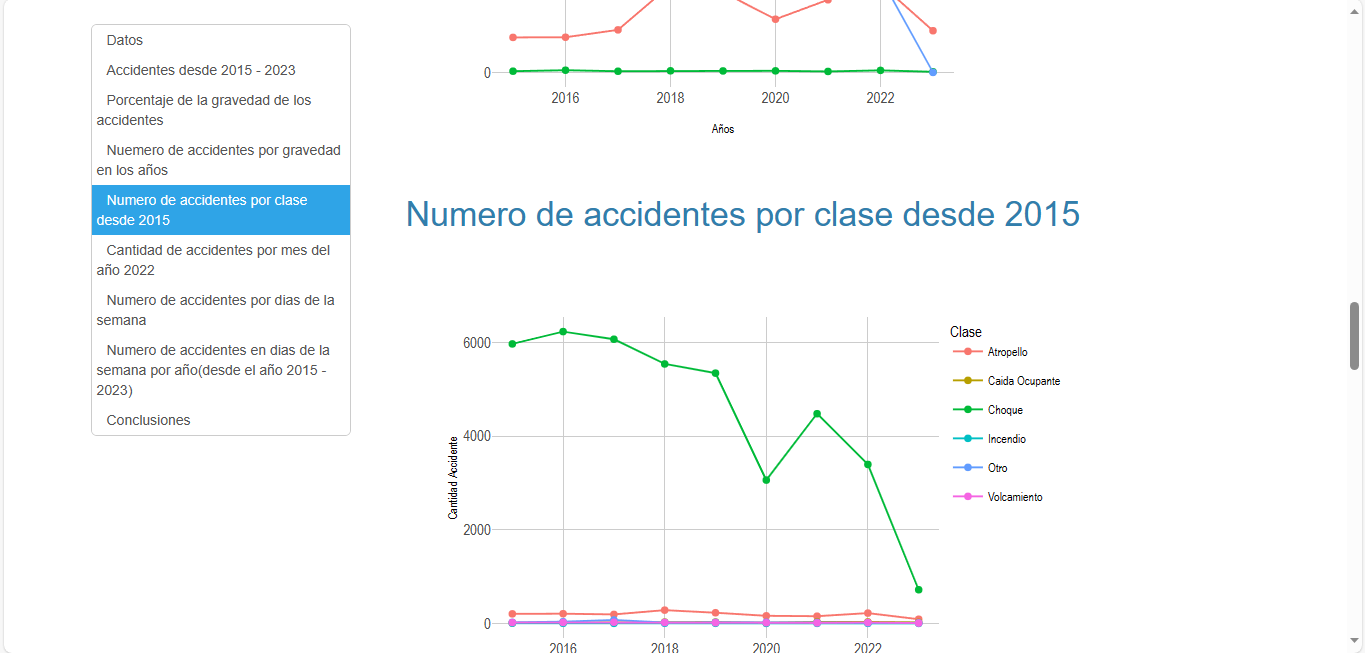 Datos
Accidentes desde 2015 - 2023
Porcentaje de la gravedad de los
accidentes
Nuemero de accidentes por gravedad
en los años
Numero de accidentes por clase
desde 2015
Cantidad de accidentes por mes del
año 2022
Numero de accidentes por dias de la
semana
Numero de accidentes en dias de la
semana por año(desde el año 2015 -
2023)
Conclusiones
0
2016 2018 2020 2022
Años
Numero de accidentes por clase desde 2015
Cantidad Accidente
6000
4000
2000
0
2016 2018 2020 2022
Clase
Atropello
Caida Ocupante
Choque
Incendio
Otro
Volcamiento